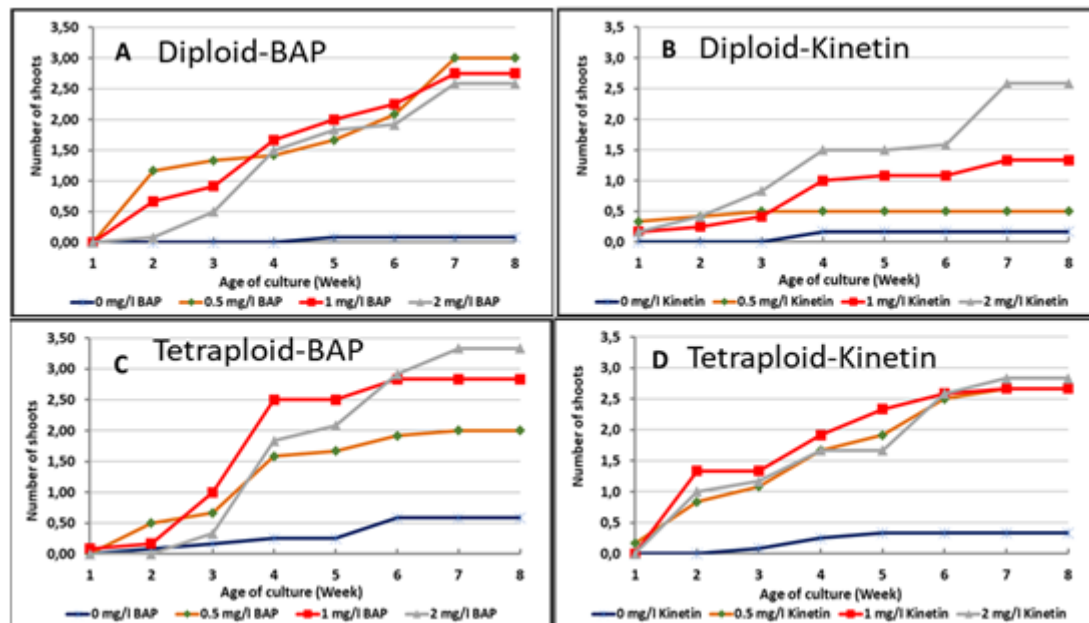 A Diploid-BAP
Number of shoots
3,50
3,00
2,50
2,00
1,50
1,00
0,50
0,00
1 2 3 4 5 6 7 8
Age of culture (Week)
0 mg/l BAP 0.5 mg/l BAP 1 mg/l BAP 2 mg/l BAP
B Diploid-Kinetin
Number of shoots
3,5
3,0
2,5
2,0
1,5
1,0
0,5
0,0
1 2 3 4 5 6 7 8
Age of culture (Week)
0 mg/l Kinetin 0.5 mg/l Kinetin 1 mg/l Kinetin 2 mg/l Kinetin
C Tetraploid-BAP
Number of shoots
3,50
3,00
2,50
2,00
1,50
1,00
0,50
0,00
1 2 3 4 5 6 7 8
Age of culture (Week)
0 mg/l BAP 0.5 mg/l BAP 1 mg/l BAP 2 mg/l BAP
D Tetraploid-Kinetin
Number of shoots
3,5
3,0
2,5
2,0
1,5
1,0
0,5
0,0
1 2 3 4 5 6 7 8
Age of culture (Week)
0 mg/l Kinetin 0.5 mg/l Kinetin 1 mg/l Kinetin 2 mg/l Kinetin